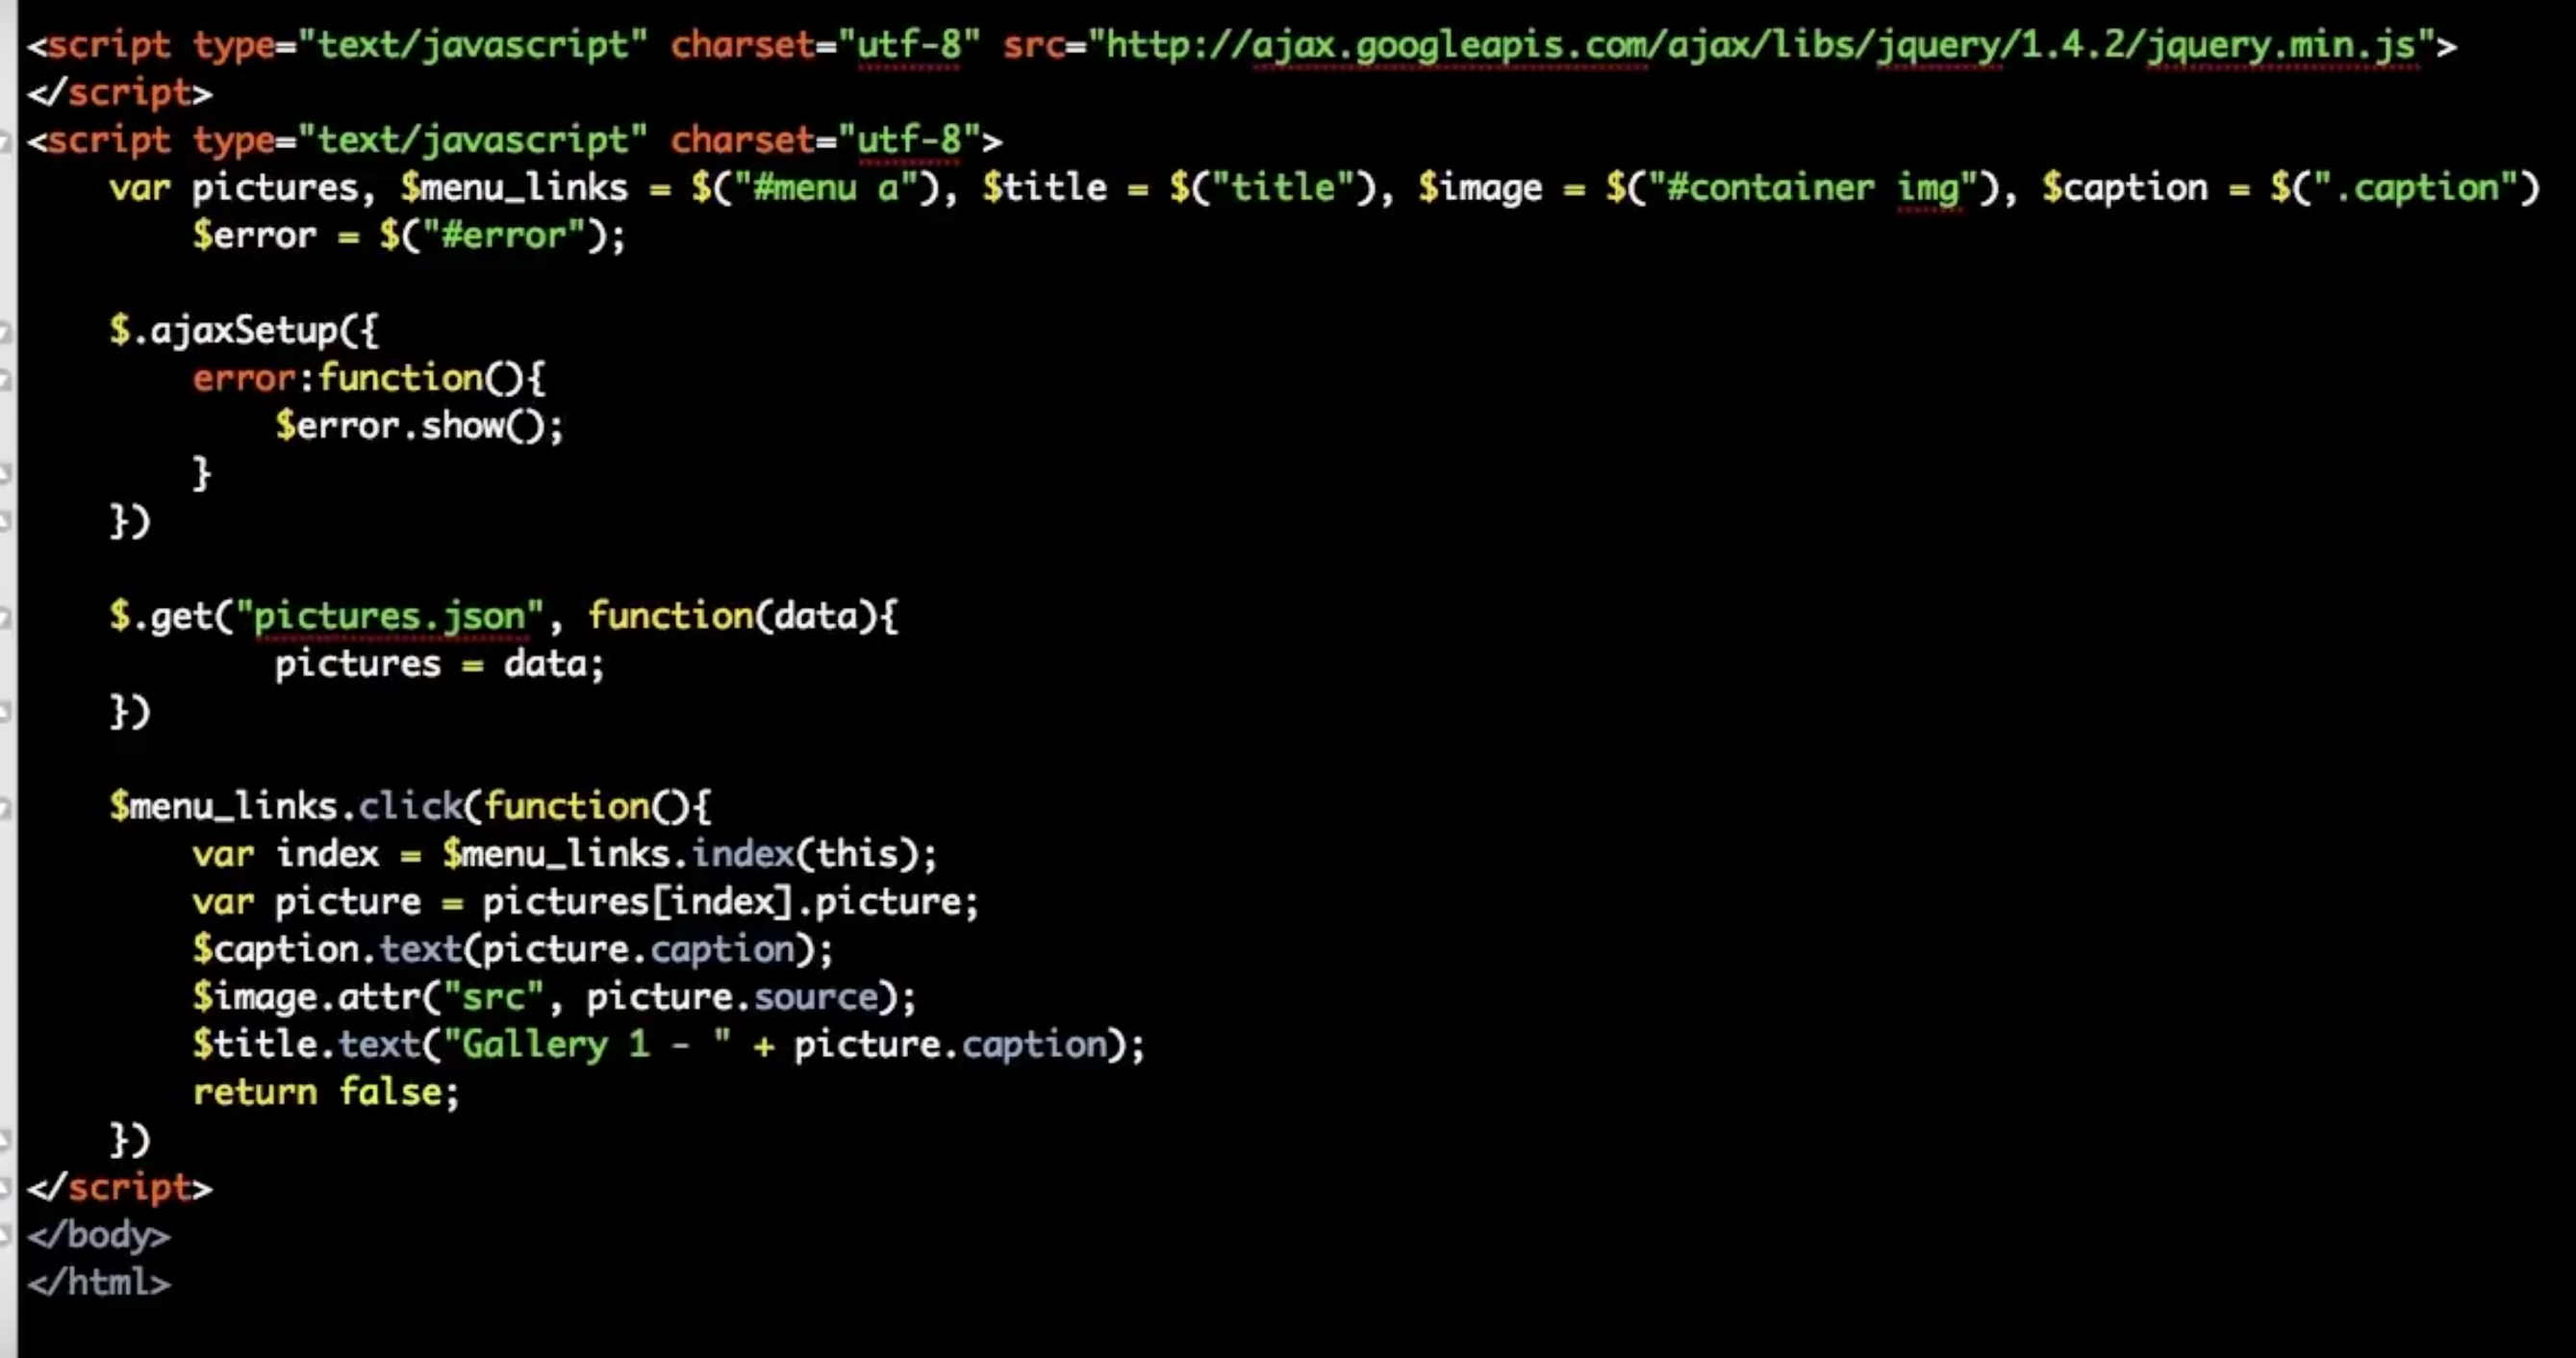 <script type="text/javascript" charset="utf-8" src="http://ajax.googleapis.com/ajax/libs/jquery/1.4.2/jquery.min.js">
</script>
<script type="text/javascript" charset="utf-8">
    var pictures, $menu_links = $("#menu a"), $title = $("title"), $image = $("#container img"), $caption = $(".caption")
        $error = $("#error");

    $.ajaxSetup({
        error:function(){
            $error.show();
        }
    })

    $.get("pictures.json", function(data){
            pictures = data;
    })

    $menu_links.click(function(){
        var index = $menu_links.index(this);
        var picture = pictures[index].picture;
        $caption.text(picture.caption);
        $image.attr("src", picture.source);
        $title.text("Gallery 1 - " + picture.caption);
        return false;
    })
</script>
</body>
</html>